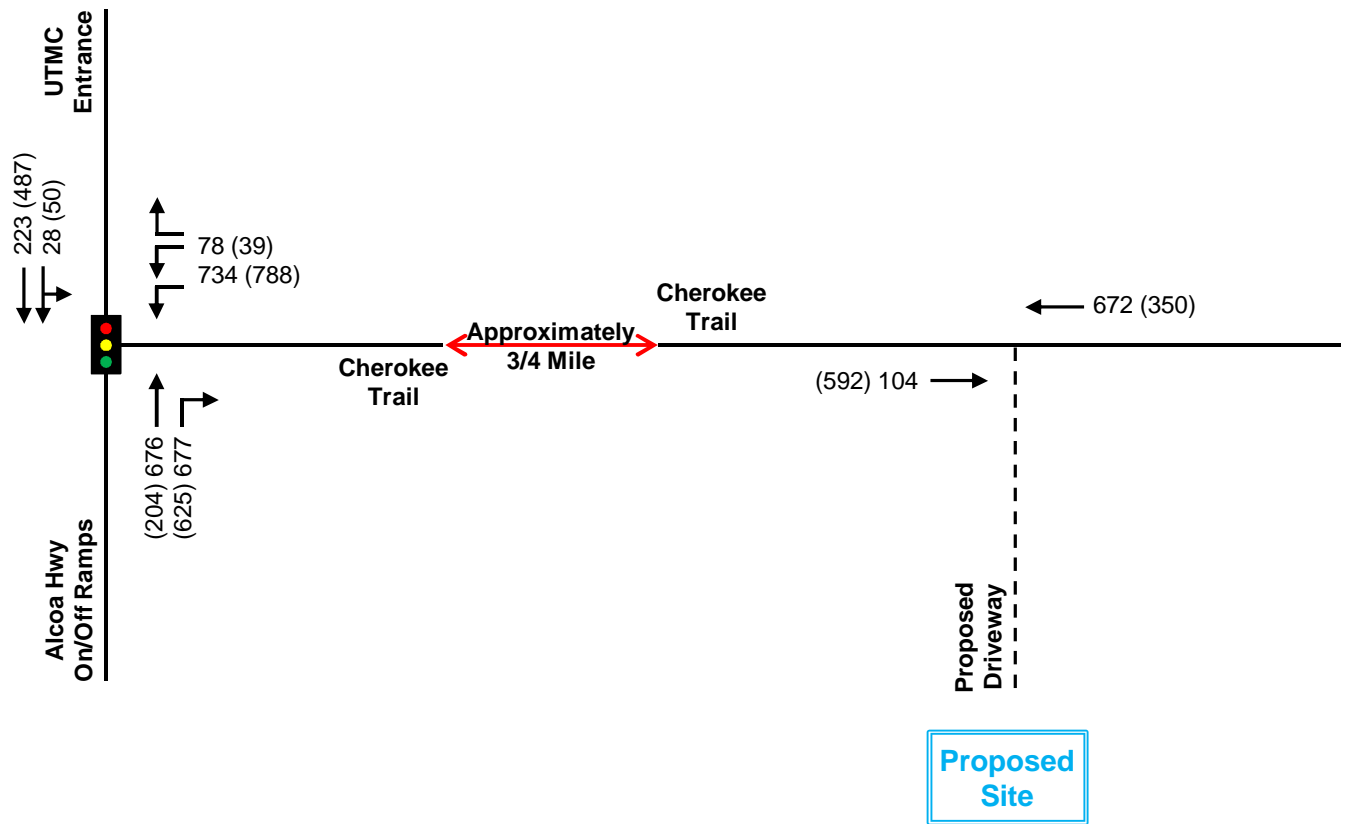 UTMC
Entrance
223 (487)
28 (50)
78 (39)
734 (788)
Cherokee
Trail
Approximately
3/4 Mile
Cherokee
Trail
672 (350)
(592) 104
(204) 676
(625) 677
Alcoa Hwy
On/Off Ramps
Proposed
Driveway
Proposed
Site